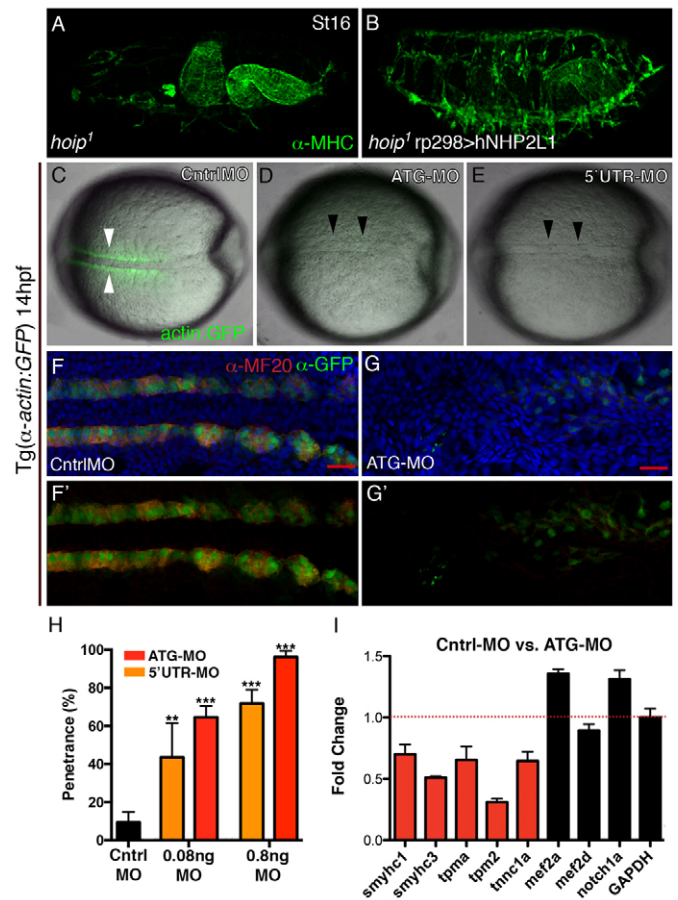 A
St16
hoip¹
α-MHC
B
hoip¹ rp298>hNHP2L1
Tg(α-actin:GFP) 14hpf
C
CntrlMO
actin:GFP
D
ATG-MO
E
5'UTR-MO
F
α-MF20 α-GFP
CntrlMO
G
ATG-MO
F'
G'
H
Penetrance (%)
100
80
60
40
20
0
ATG-MO
5'UTR-MO
**
***
***
***
Cntrl
MO
0.08ng
MO
0.8ng
MO
I
Cntrl-MO vs. ATG-MO
Fold Change
1.5
1.0
0.5
0.0
smyhc1
smyhc3
tpma
tpm2
tnnc1a
mef2a
mef2d
notch1a
GAPDH